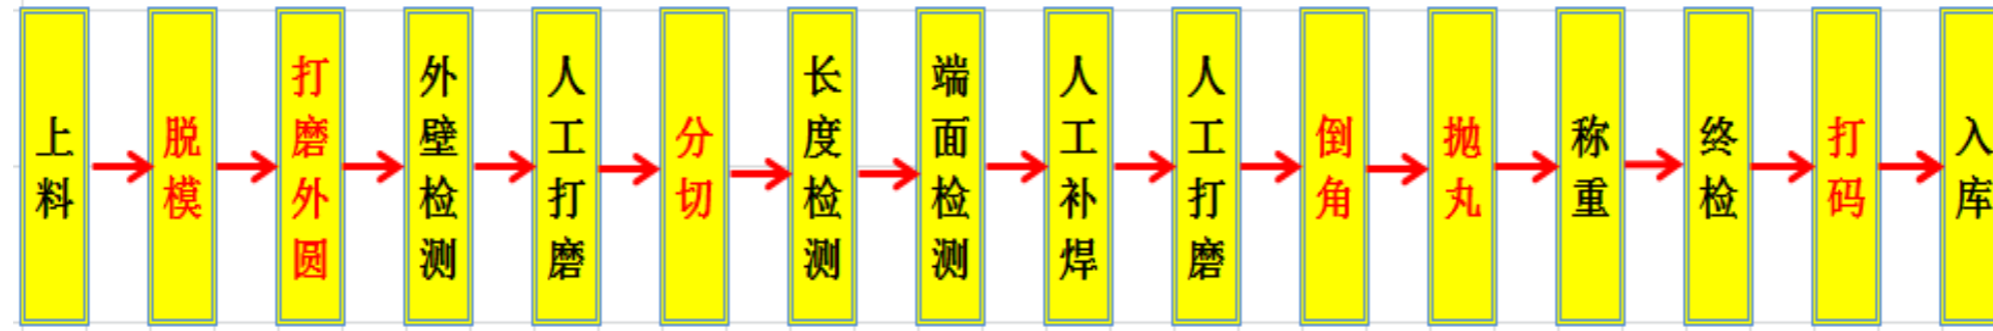 上料
脱模
打磨外圆
外壁检测
人工打磨
分切
长度检测
端面检测
人工补焊
人工打磨
倒角
抛丸
称重
终检
打码
入库